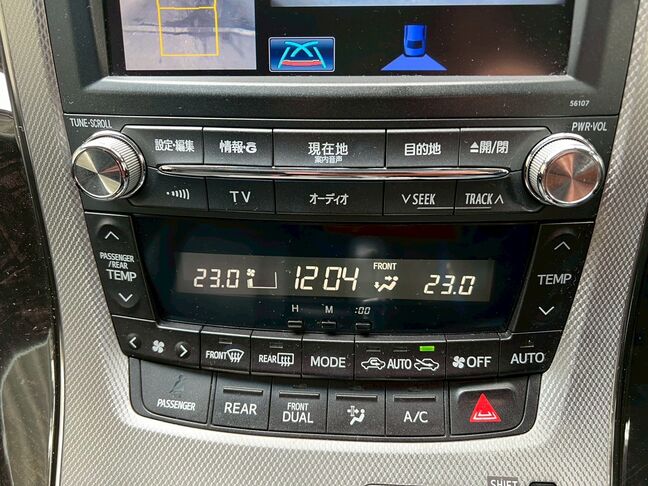 56107
TUNE·SCROLL
PWR·VOL
設定·編集
情報·G
現在地
案内音声
目的地
▲開/閉
TV
オーディオ
∨ SEEK
TRACK ∧
PASSENGER
/REAR
TEMP
23.0
12:04
FRONT
23.0
TEMP
H M :00
FRONT
REAR
MODE
AUTO
OFF
AUTO
PASSENGER
REAR
FRONT
DUAL
A/C
SHIFT